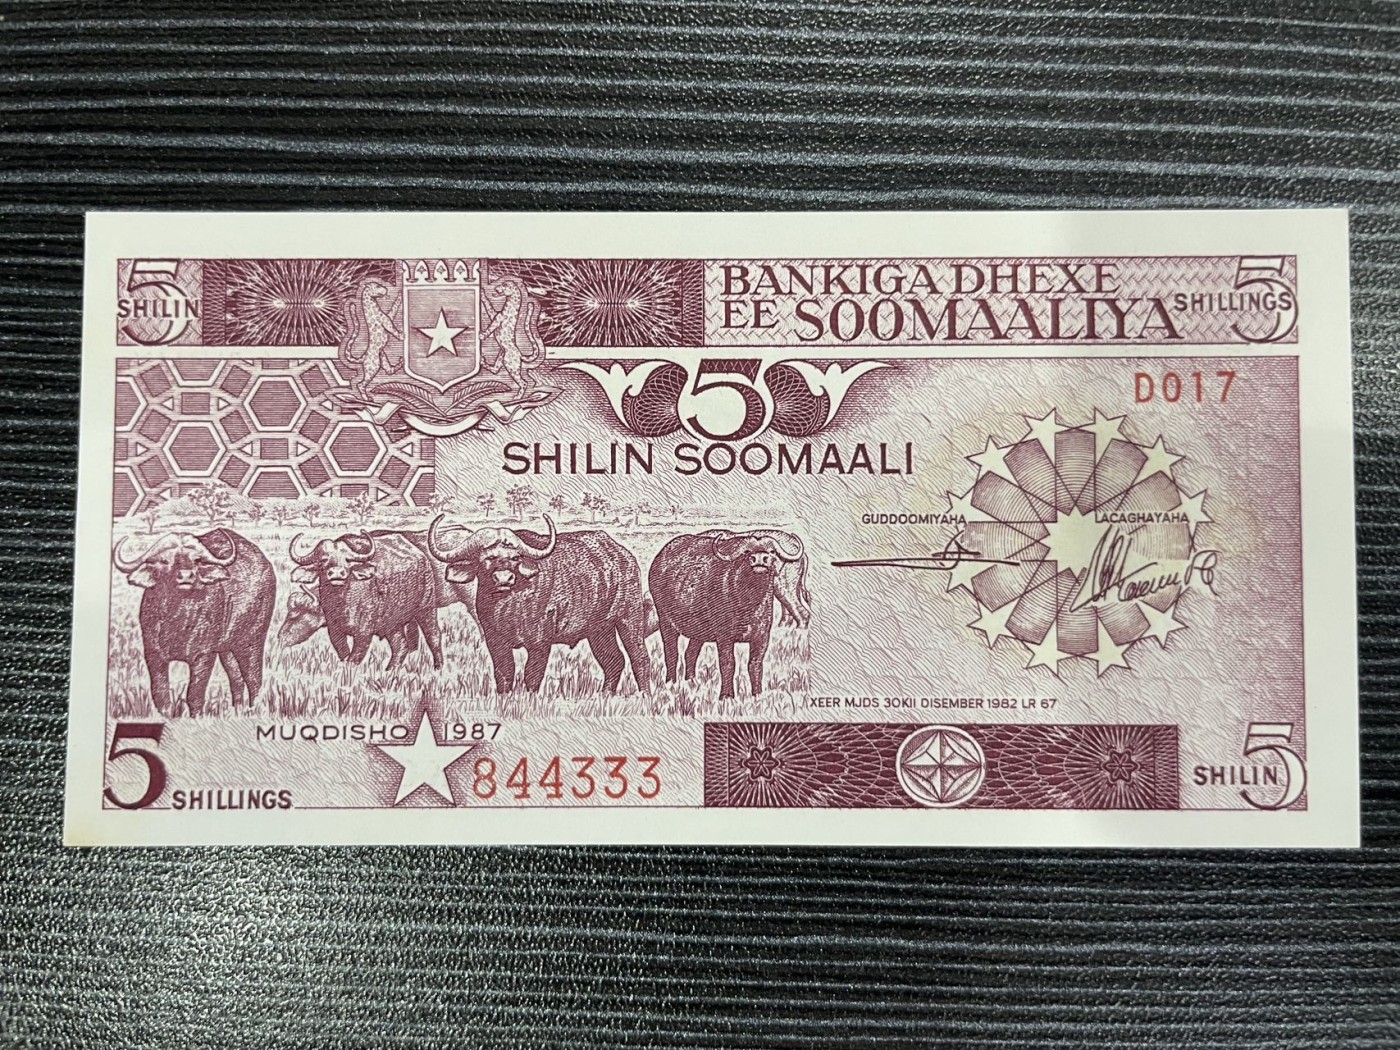 5
SHILIN
BANKIGA DHEXE
EE SOOMAALIYA
SHILLINGS
5
5
D017
SHILIN SOOMAALI
GUDDOOMIYAHA
LACAGHAYAHA
XEER MJDS 30KII DISEMBER 1982 LR 67
MUQDISHO 1987
5
SHILLINGS
844333
SHILIN
5